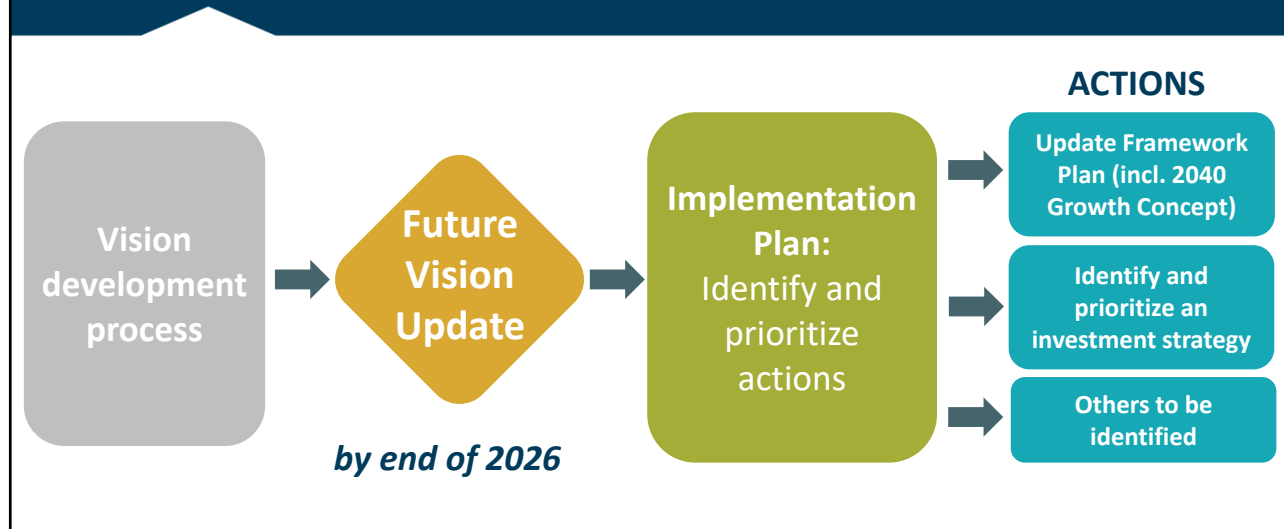 Vision
development
process
Future
Vision
Update
by end of 2026
Implementation
Plan:
Identify and
prioritize
actions
ACTIONS
Update Framework
Plan (incl. 2040
Growth Concept)
Identify and
prioritize an
investment strategy
Others to be
identified